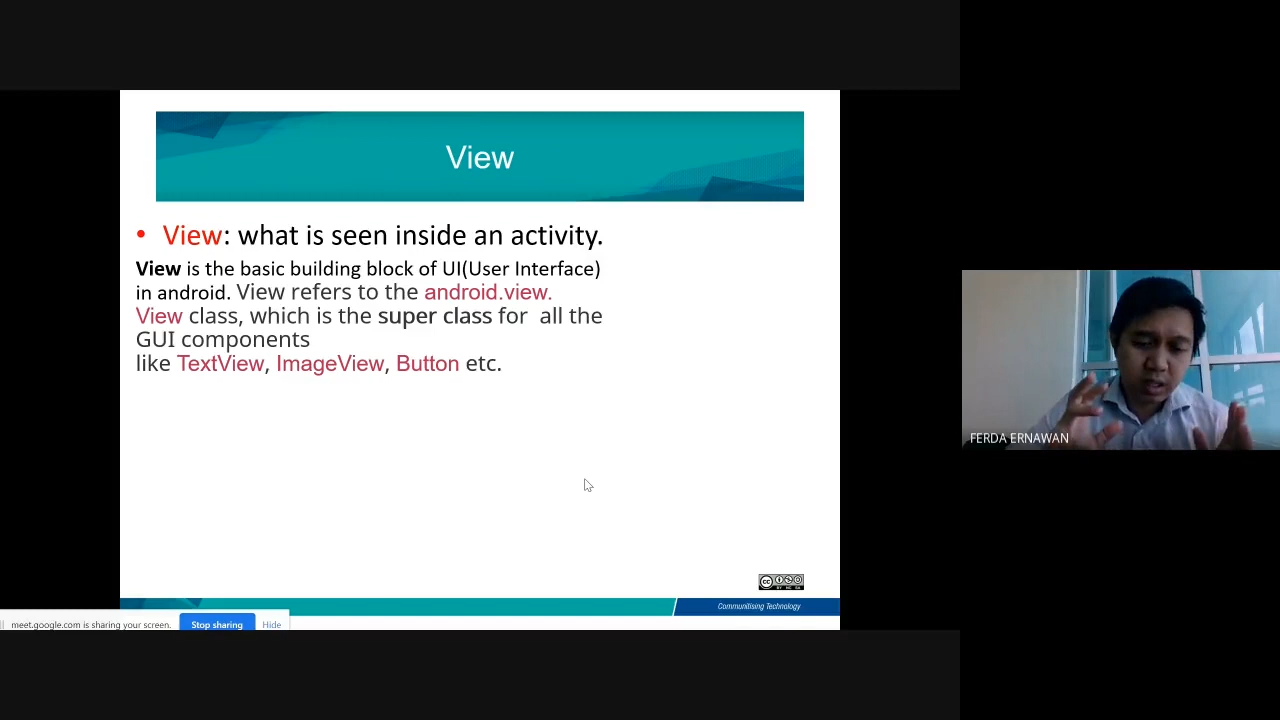 View
• View: what is seen inside an activity.
View is the basic building block of UI(User Interface)
in android. View refers to the android.view.
View class, which is the super class for all the
GUI components
like TextView, ImageView, Button etc.
FERDA ERNAWAN
Communitising Technology
meet.google.com is sharing your screen. Stop sharing Hide